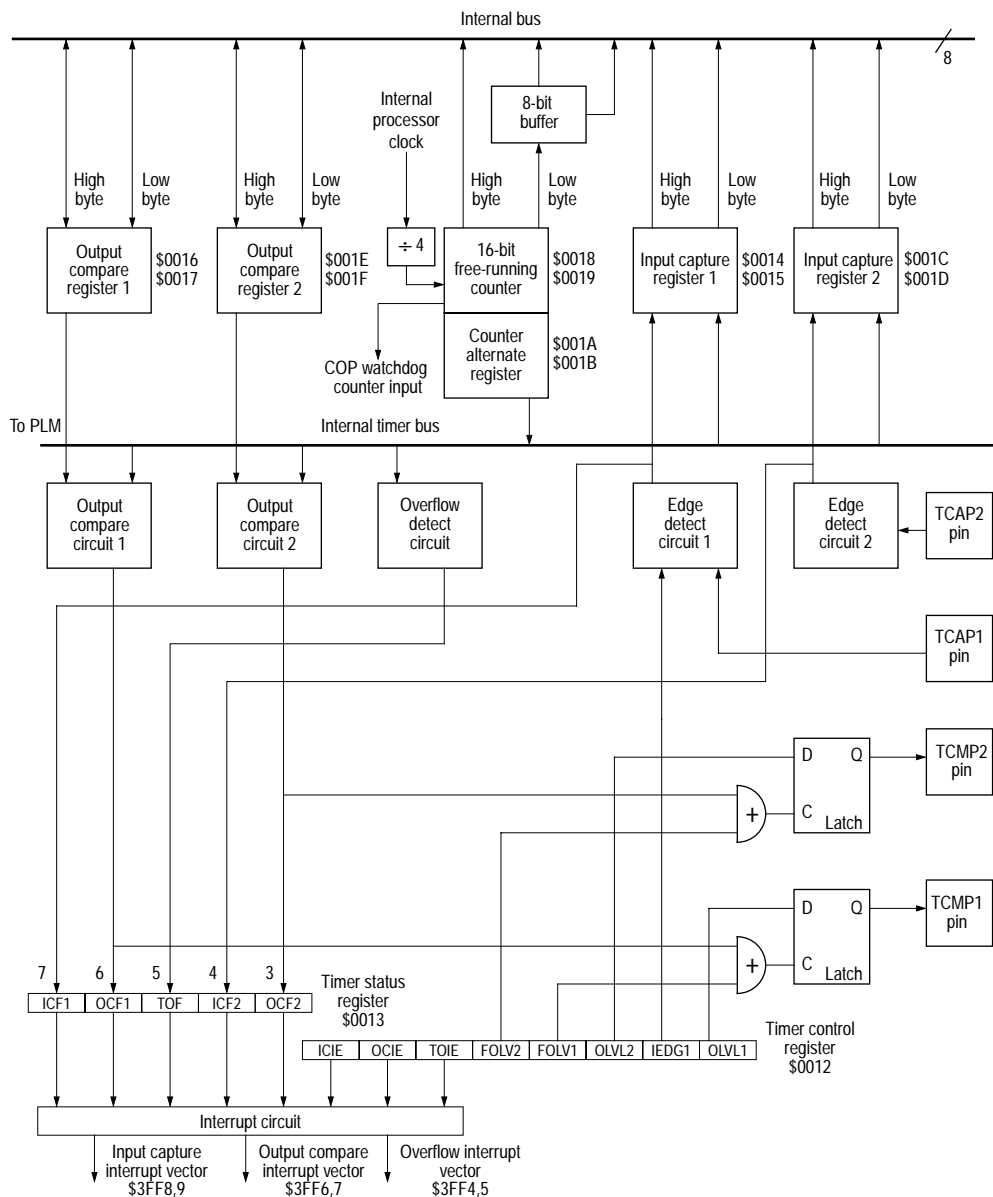 Internal bus
8
Internal
processor
clock
8-bit
buffer
High
byte
Low
byte
High
byte
Low
byte
High
byte
Low
byte
High
byte
Low
byte
High
byte
Low
byte
Output
compare
register 1
$0016
$0017
Output
compare
register 2
$001E
$001F
÷ 4
16-bit
free-running
counter
$0018
$0019
Input capture
register 1
$0014
$0015
Input capture
register 2
$001C
$001D
COP watchdog
counter input
Counter
alternate
register
$001A
$001B
To PLM
Internal timer bus
Output
compare
circuit 1
Output
compare
circuit 2
Overflow
detect
circuit
Edge
detect
circuit 1
Edge
detect
circuit 2
TCAP2
pin
TCAP1
pin
D Q
C
Latch
TCMP2
pin
+
D Q
C
Latch
TCMP1
pin
+
7 6 5 4 3
ICF1 OCF1 TOF ICF2 OCF2
Timer status
register
$0013
ICIE OCIE TOIE FOLV2 FOLV1 OLVL2 IEDG1 OLVL1
Timer control
register
$0012
Interrupt circuit
Input capture
interrupt vector
$3FF8,9
Output compare
interrupt vector
$3FF6,7
Overflow interrupt
vector
$3FF4,5